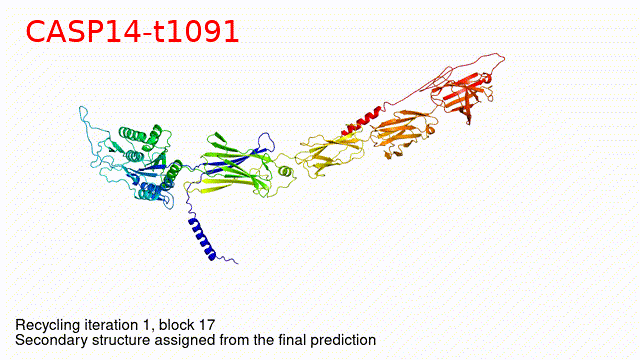 CASP14-t1091
Recycling iteration 1, block 17
Secondary structure assigned from the final prediction